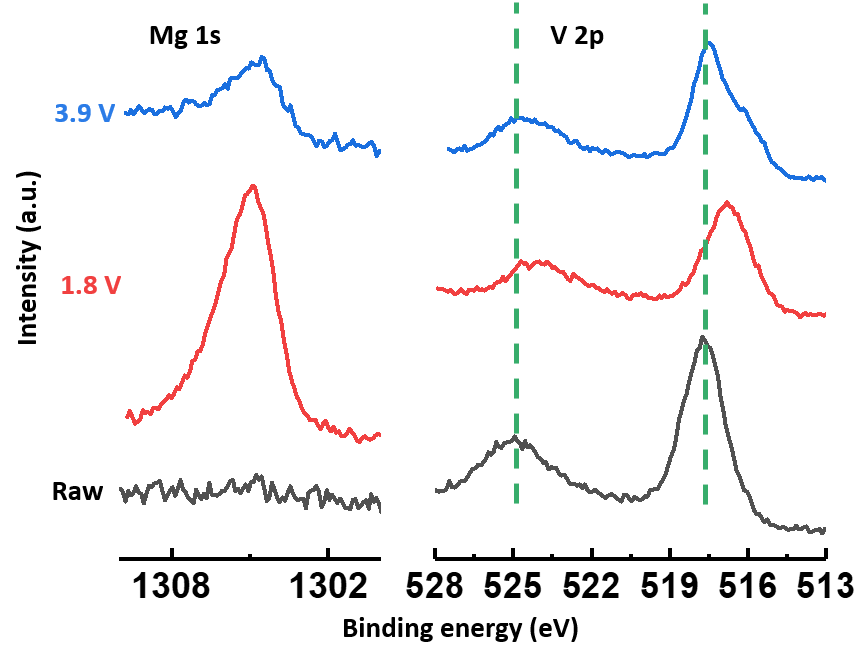 Mg 1s
V 2p
3.9 V
1.8 V
Raw
Intensity (a.u.)
1308 1302 528 525 522 519 516 513
Binding energy (eV)